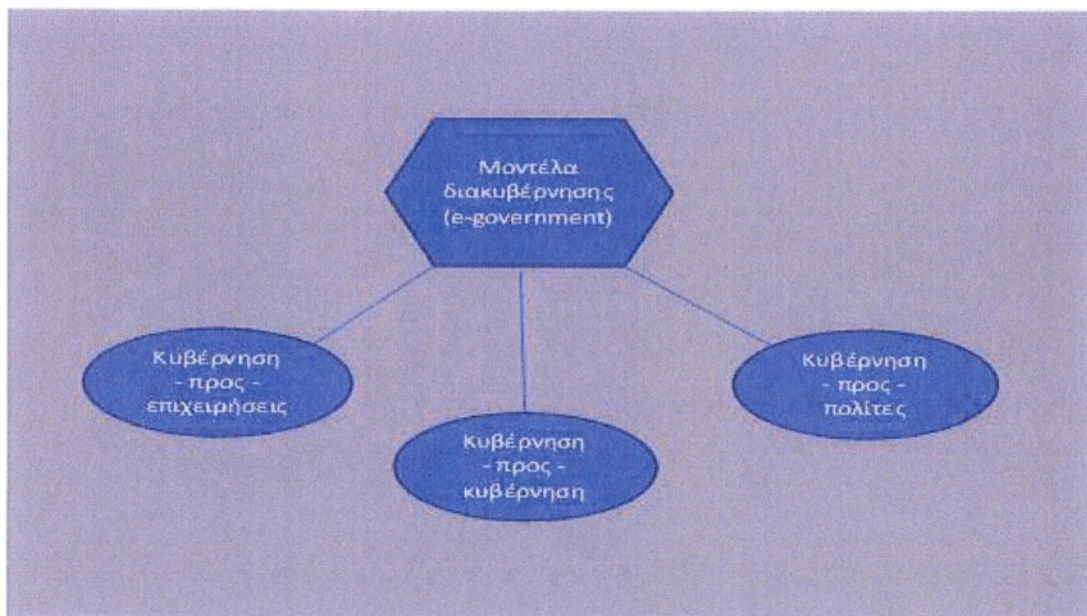 Μοντέλα
διακυβέρνησης
(e-government)
Κυβέρνηση
- προς -
επιχειρήσεις
Κυβέρνηση
- προς -
κυβέρνηση
Κυβέρνηση
- προς -
πολίτες